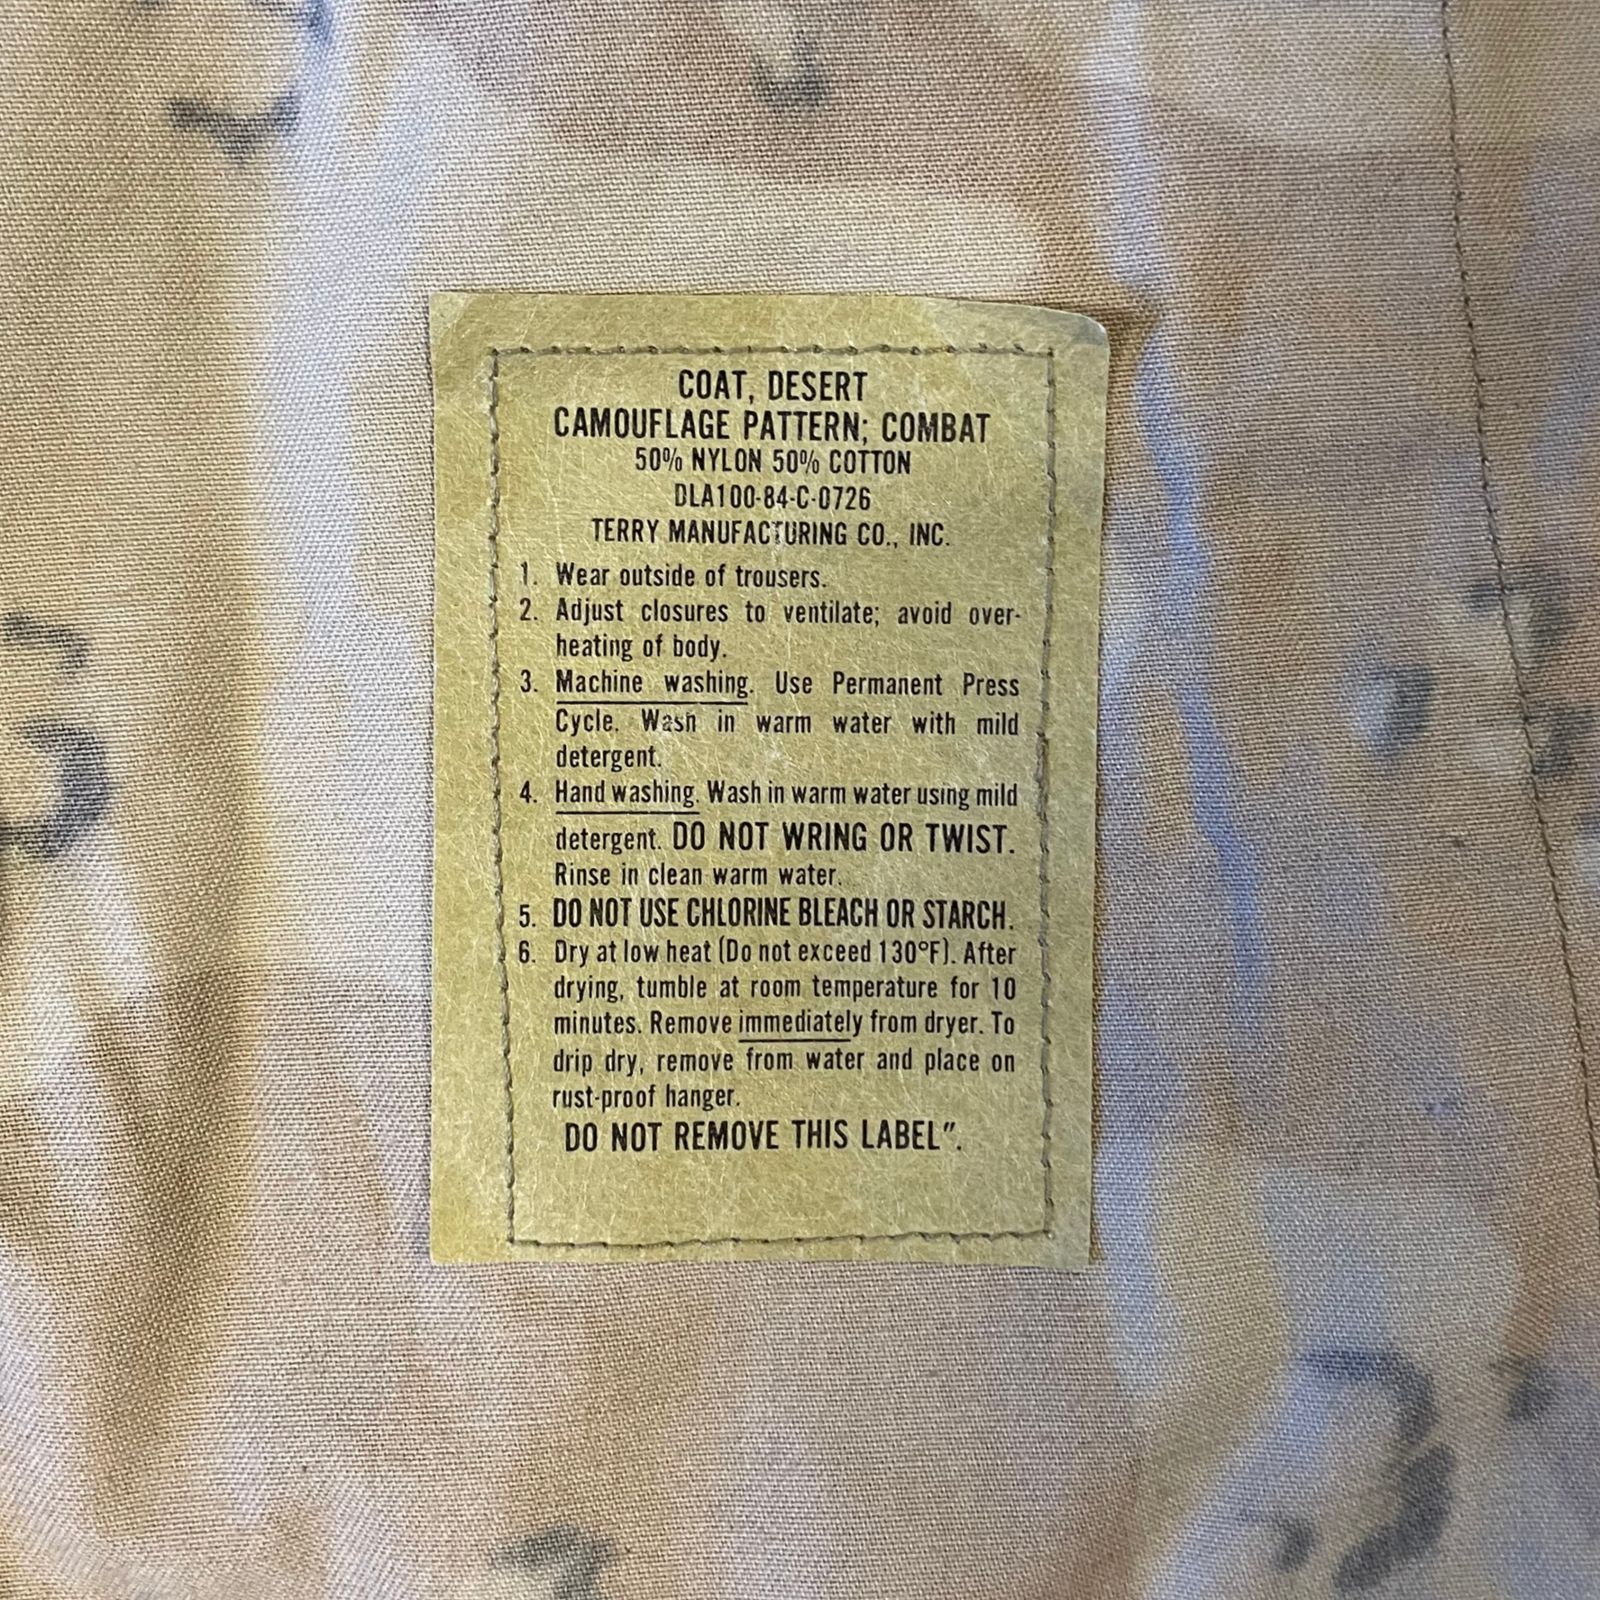 COAT, DESERT
CAMOUFLAGE PATTERN; COMBAT
50% NYLON 50% COTTON
DLA100-84-C-0726
TERRY MANUFACTURING CO., INC.
1. Wear outside of trousers.
2. Adjust closures to ventilate; avoid over-
heating of body.
3. Machine washing. Use Permanent Press
Cycle. Wash in warm water with mild
detergent.
4. Hand washing. Wash in warm water using mild
detergent. DO NOT WRING OR TWIST.
Rinse in clean warm water.
5. DO NOT USE CHLORINE BLEACH OR STARCH.
6. Dry at low heat (Do not exceed 130°F). After
drying, tumble at room temperature for 10
minutes. Remove immediately from dryer. To
drip dry, remove from water and place on
rust-proof hanger.
DO NOT REMOVE THIS LABEL”.